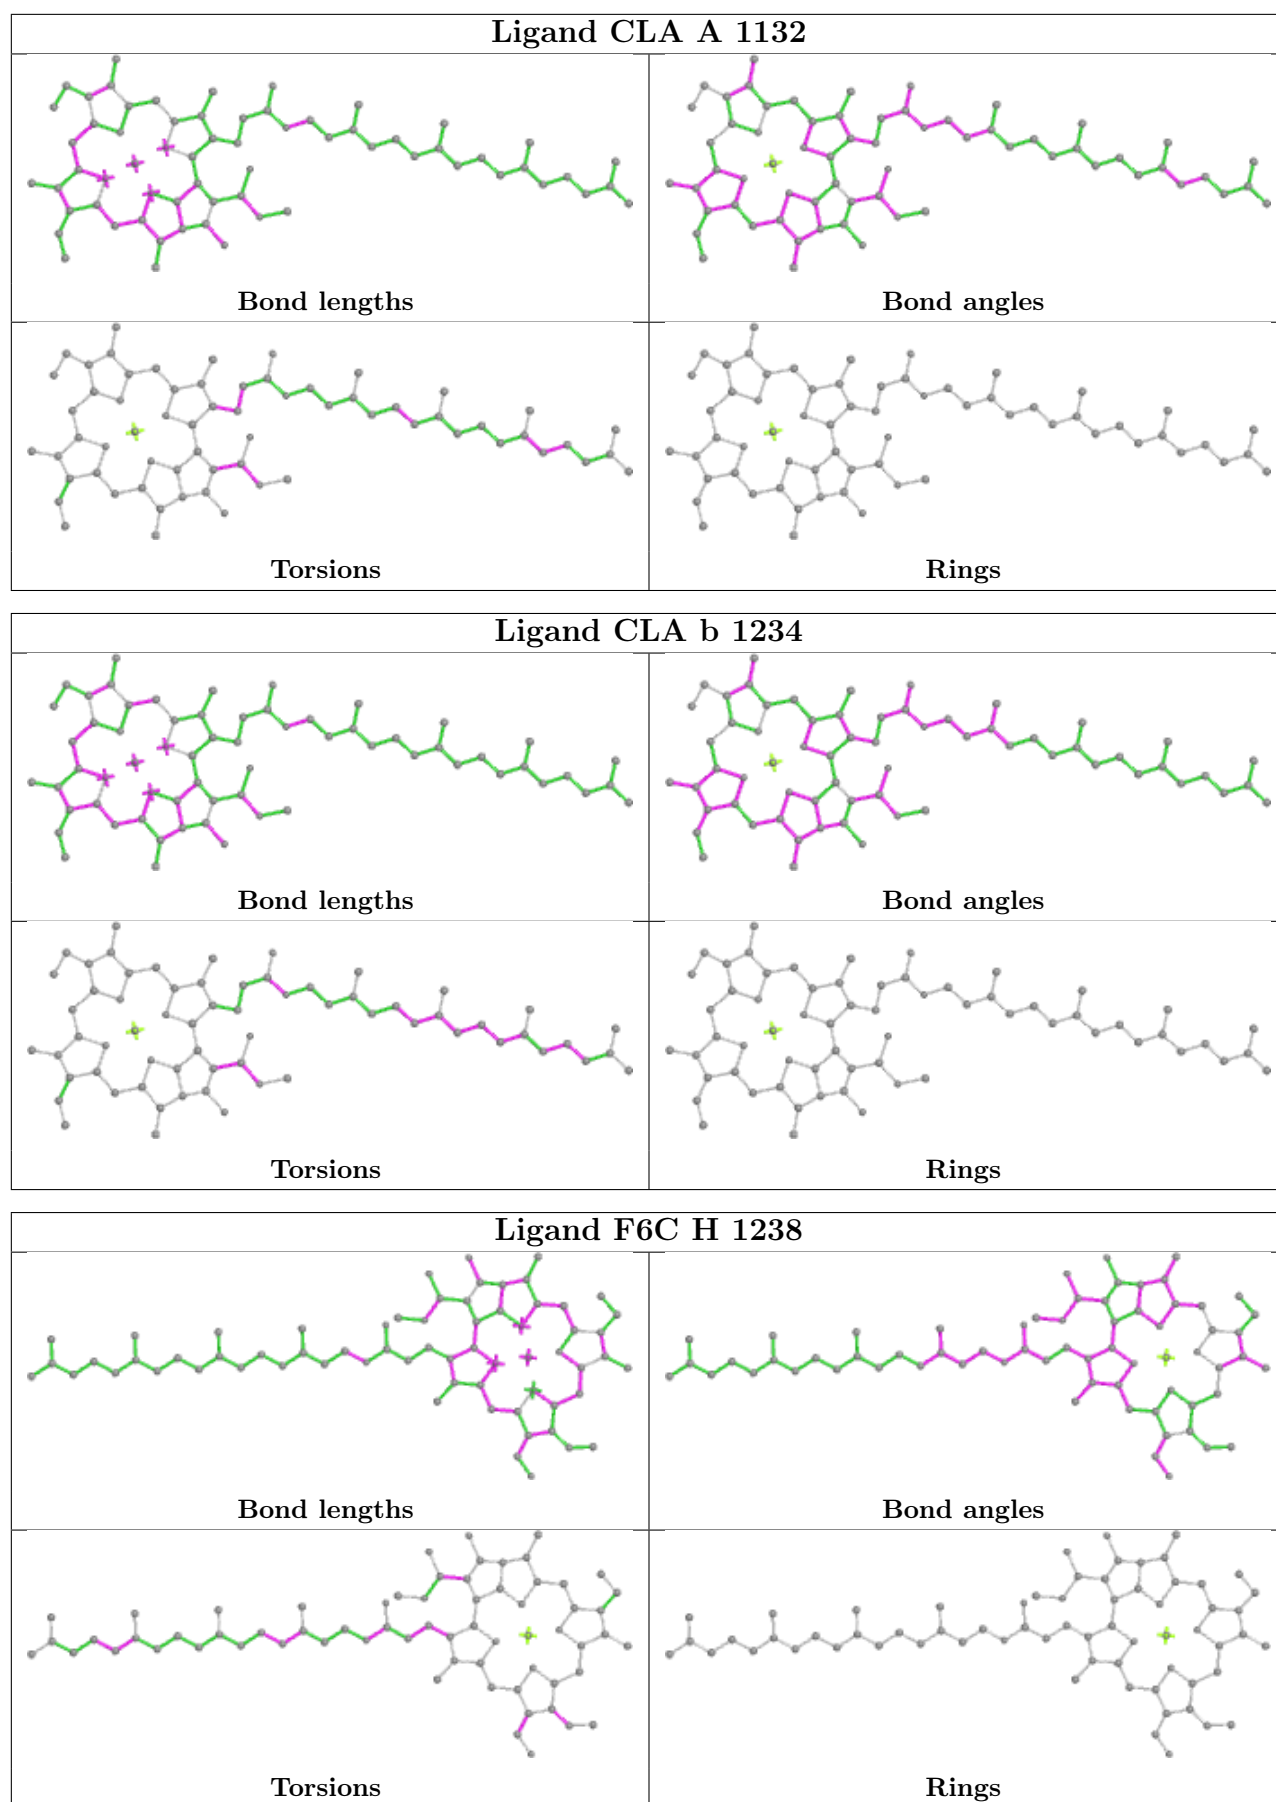 Ligand CLA A 1132
Bond lengths
Bond angles
Torsions
Rings
Ligand CLA b 1234
Bond lengths
Bond angles
Torsions
Rings
Ligand F6C H 1238
Bond lengths
Bond angles
Torsions
Rings